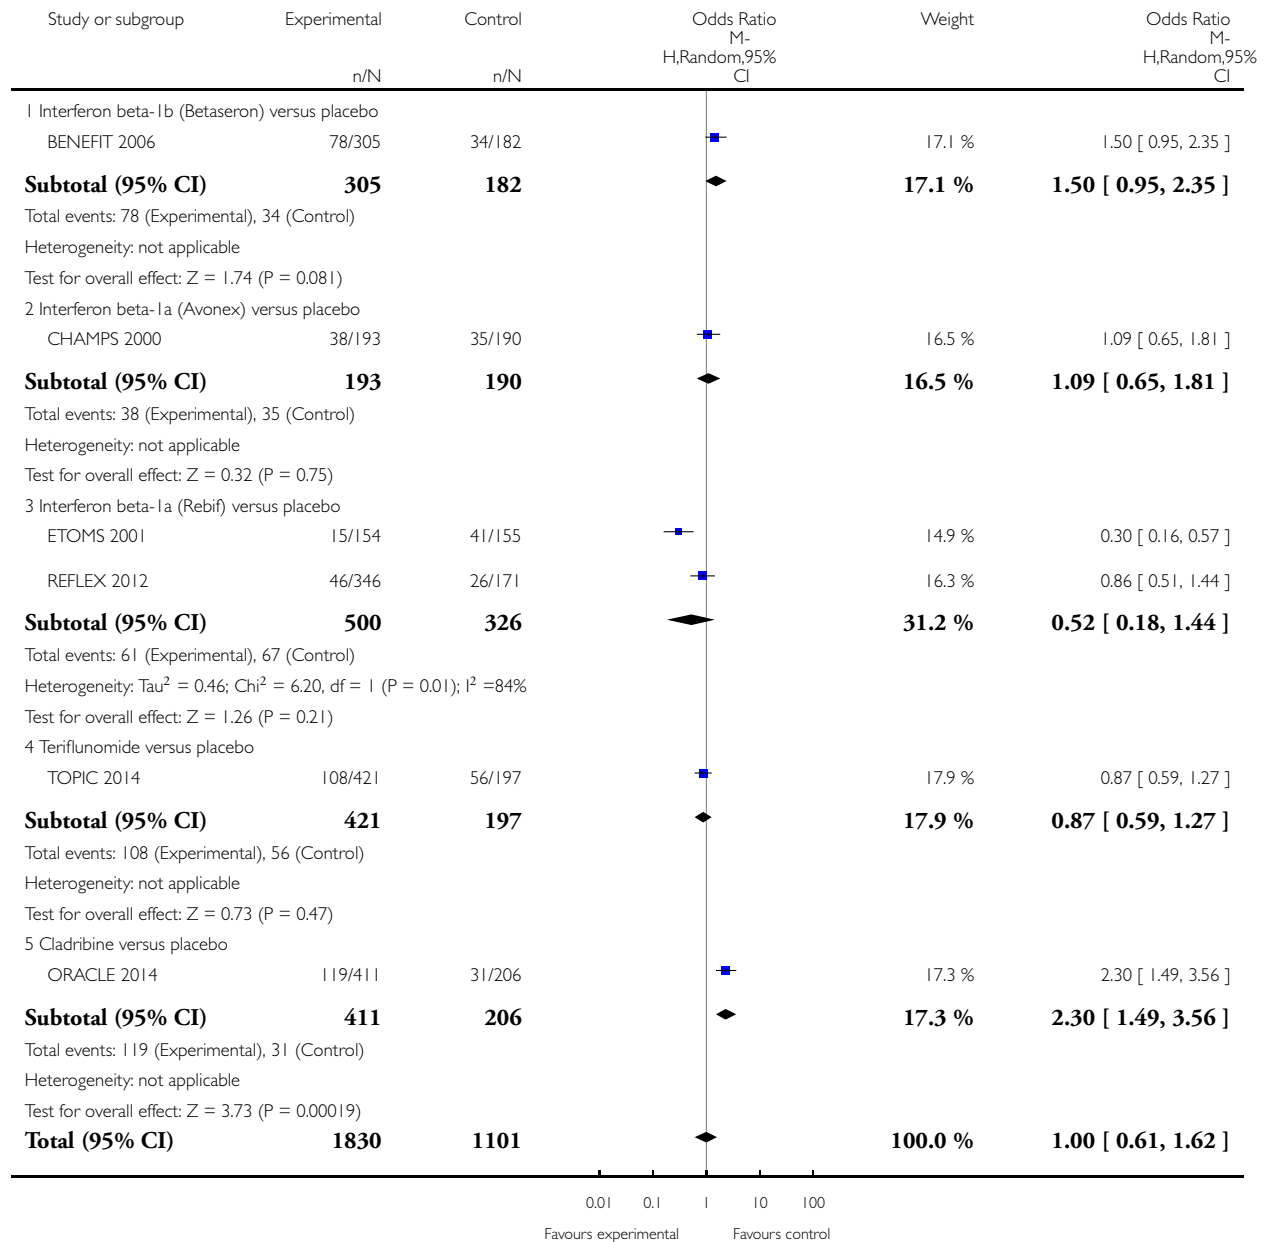 Study or subgroup Experimental Control Odds Ratio Weight Odds Ratio
M- M-
H,Random,95% H,Random,95%
n/N n/N CI CI
1 Interferon beta-1b (Betaseron) versus placebo
BENEFIT 2006 78/305 34/182 17.1 % 1.50 [ 0.95, 2.35 ]
Subtotal (95% CI) 305 182 17.1 % 1.50 [ 0.95, 2.35 ]
Total events: 78 (Experimental), 34 (Control)
Heterogeneity: not applicable
Test for overall effect: Z = 1.74 (P = 0.081)
2 Interferon beta-1a (Avonex) versus placebo
CHAMPS 2000 38/193 35/190 16.5 % 1.09 [ 0.65, 1.81 ]
Subtotal (95% CI) 193 190 16.5 % 1.09 [ 0.65, 1.81 ]
Total events: 38 (Experimental), 35 (Control)
Heterogeneity: not applicable
Test for overall effect: Z = 0.32 (P = 0.75)
3 Interferon beta-1a (Rebif) versus placebo
ETOMS 2001 15/154 41/155 14.9 % 0.30 [ 0.16, 0.57 ]
REFLEX 2012 46/346 26/171 16.3 % 0.86 [ 0.51, 1.44 ]
Subtotal (95% CI) 500 326 31.2 % 0.52 [ 0.18, 1.44 ]
Total events: 61 (Experimental), 67 (Control)
Heterogeneity: Tau² = 0.46; Chi² = 6.20, df = 1 (P = 0.01); I² =84%
Test for overall effect: Z = 1.26 (P = 0.21)
4 Teriflunomide versus placebo
TOPIC 2014 108/421 56/197 17.9 % 0.87 [ 0.59, 1.27 ]
Subtotal (95% CI) 421 197 17.9 % 0.87 [ 0.59, 1.27 ]
Total events: 108 (Experimental), 56 (Control)
Heterogeneity: not applicable
Test for overall effect: Z = 0.73 (P = 0.47)
5 Cladribine versus placebo
ORACLE 2014 119/411 31/206 17.3 % 2.30 [ 1.49, 3.56 ]
Subtotal (95% CI) 411 206 17.3 % 2.30 [ 1.49, 3.56 ]
Total events: 119 (Experimental), 31 (Control)
Heterogeneity: not applicable
Test for overall effect: Z = 3.73 (P = 0.00019)
Total (95% CI) 1830 1101 100.0 % 1.00 [ 0.61, 1.62 ]
0.01 0.1 1 10 100
Favours experimental Favours control